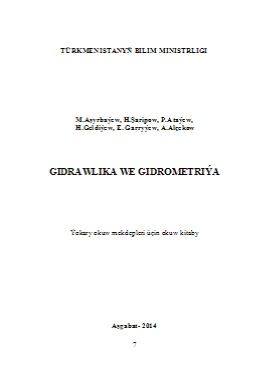 TÜRKMENISTANYŇ BILIM MINISTRLIGI
M.Aşyrbaýew, H.Şaripow, P.Ataýew,
H.Geldiýew, E. Garryýew, A.Alçekow
GIDRAWLIKA WE GIDROMETRIÝA
Ýokary okuw mekdepleri üçin okuw kitaby
Aşgabat- 2014
7